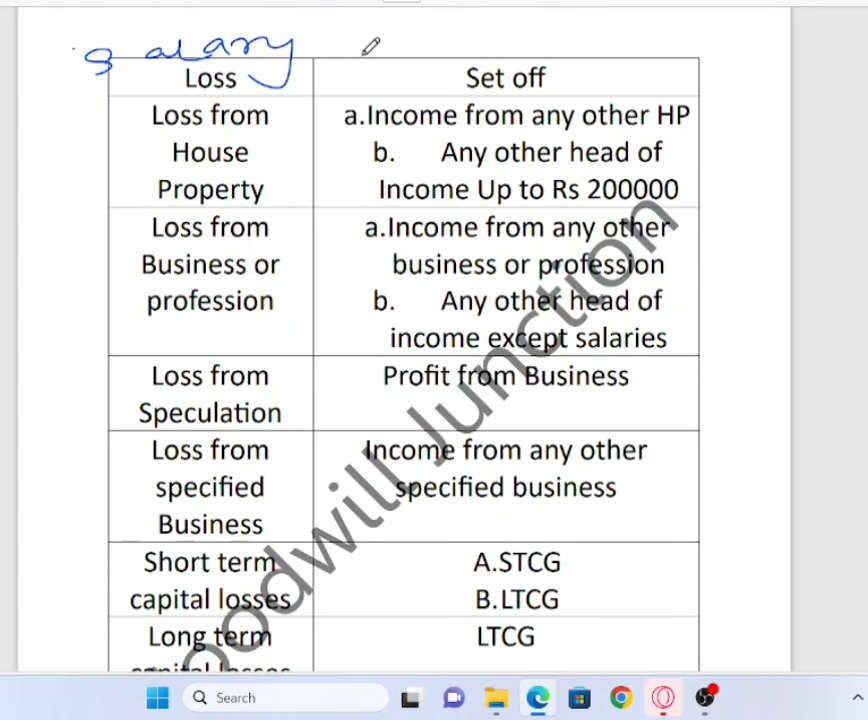 salary
Loss Set off
Loss from a.Income from any other HP
House b. Any other head of
Property Income Up to Rs 200000
Loss from a.Income from any other
Business or business or profession
profession b. Any other head of
income except salaries
Loss from Profit from Business
Speculation
Loss from Income from any other
specified specified business
Business
Short term A.STCG
capital losses B.LTCG
Long term LTCG
capital losses
oodwill Junction
Search